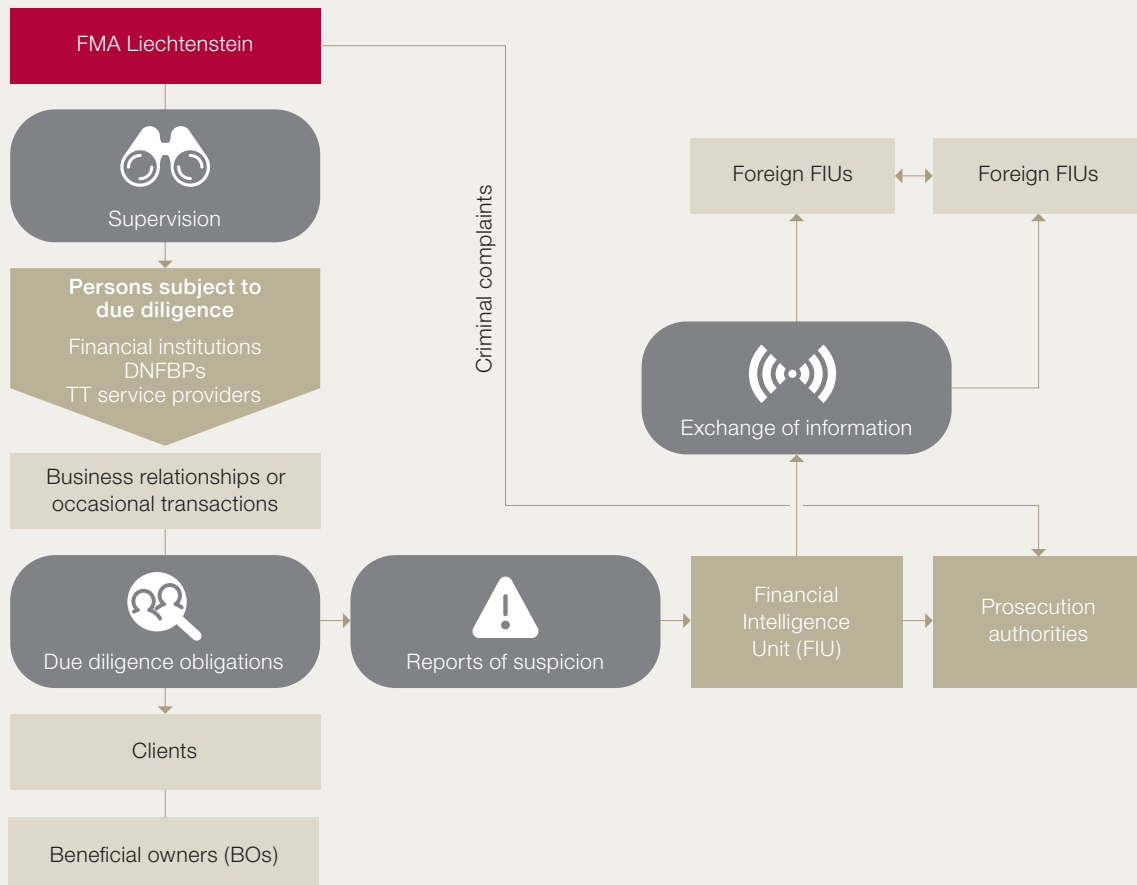 FMA Liechtenstein
Supervision
Persons subject to
due diligence
Financial institutions
DNFBPs
TT service providers
Business relationships or
occasional transactions
Due diligence obligations
Clients
Beneficial owners (BOs)
Reports of suspicion
Criminal complaints
Foreign FIUs
Foreign FIUs
Exchange of information
Financial
Intelligence
Unit (FIU)
Prosecution
authorities